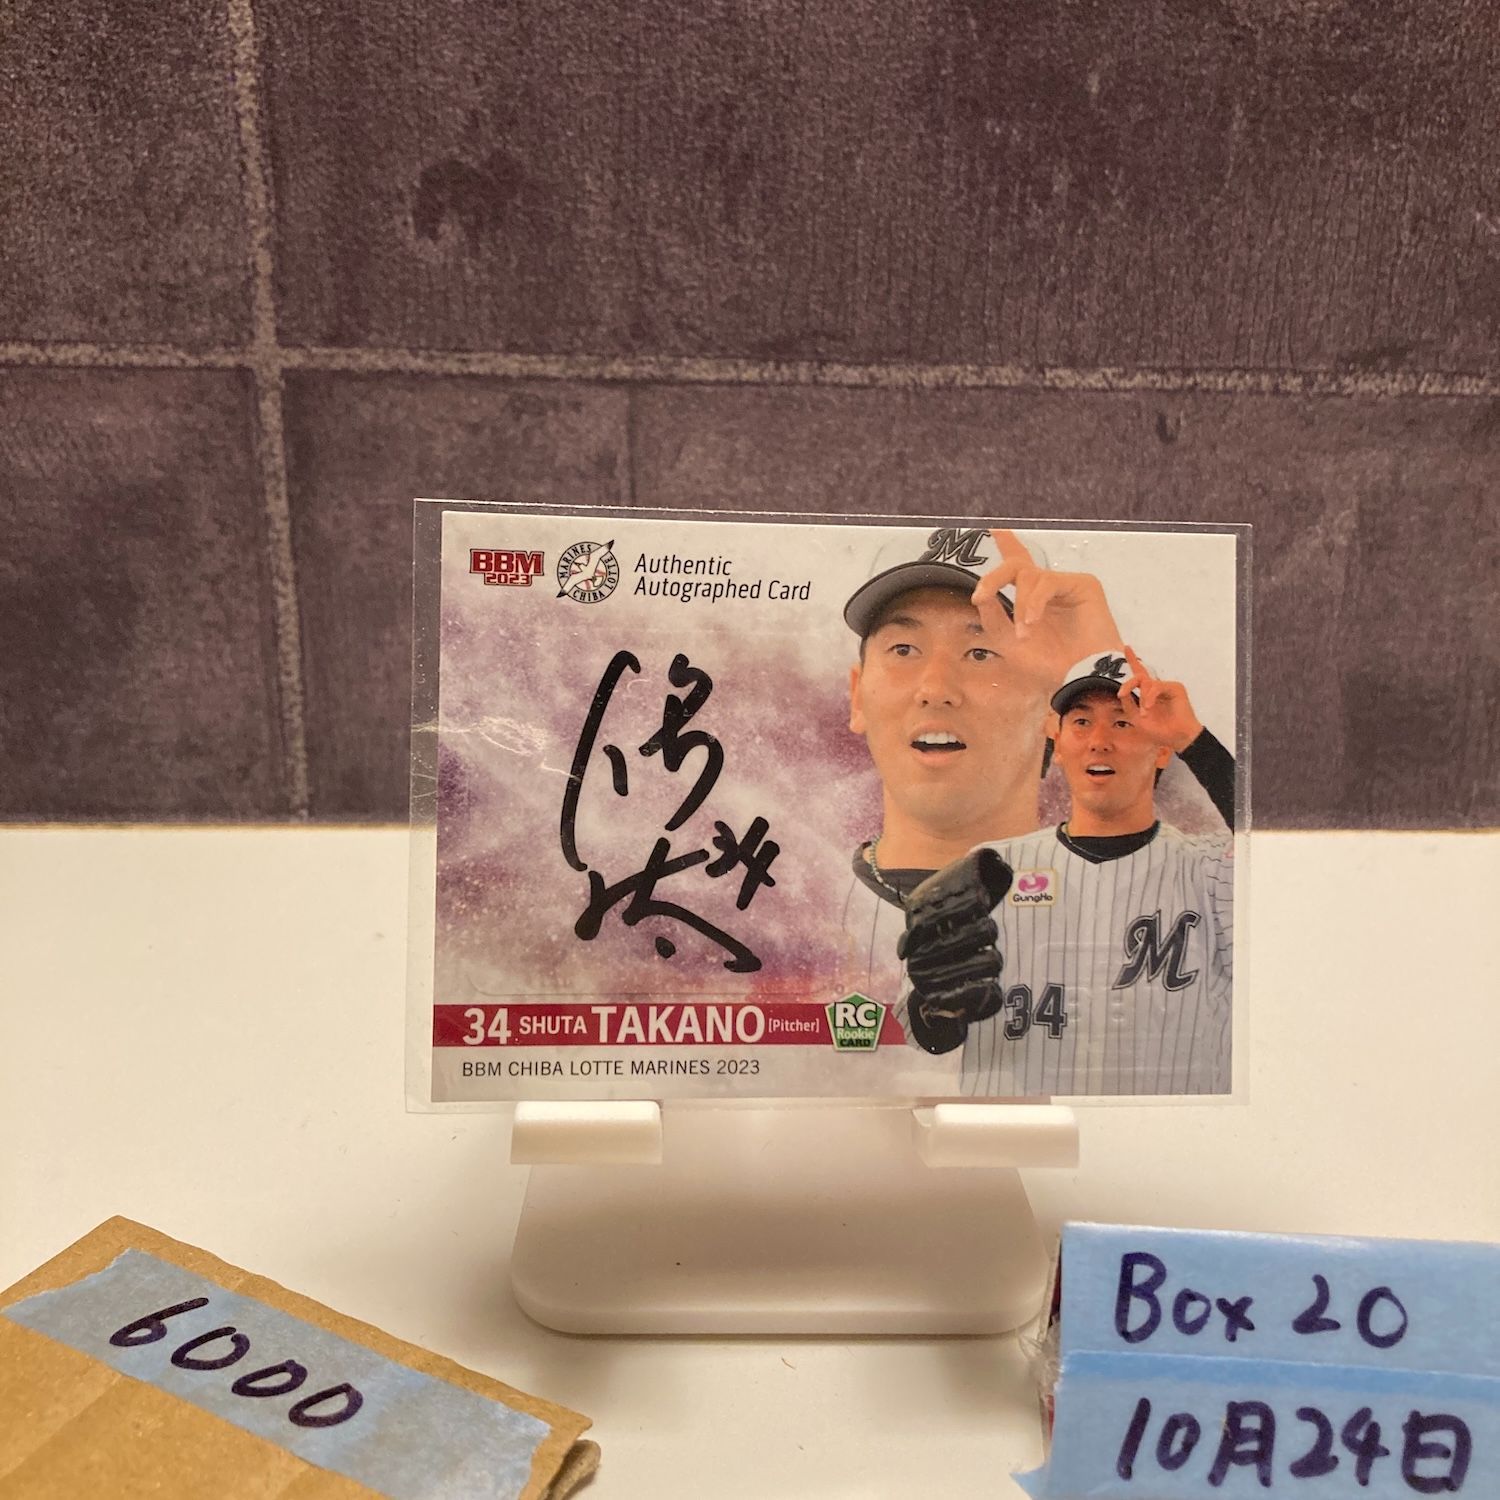 BBM
2023
MARINES
CHIBA LOTTE
Authentic
Autographed Card
34
M
M
GungHo
M
34
34 SHUTA TAKANO [Pitcher]
RC
Rookie
CARD
BBM CHIBA LOTTE MARINES 2023
6000
Box 20
10月24日